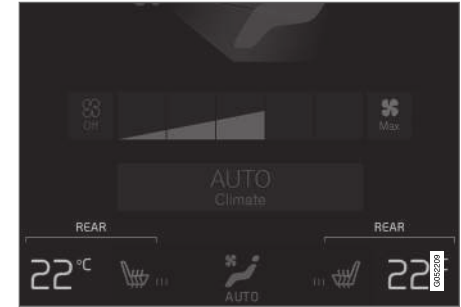 Off
Max
AUTO
Climate
REAR REAR
22°C 22°
AUTO
G052209